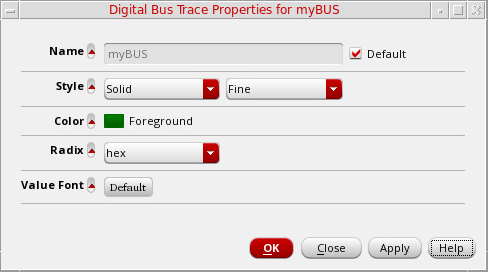 Digital Bus Trace Properties for myBUS
Name myBUS Default
Style Solid Fine
Color Foreground
Radix hex
Value Font Default
OK Close Apply Help